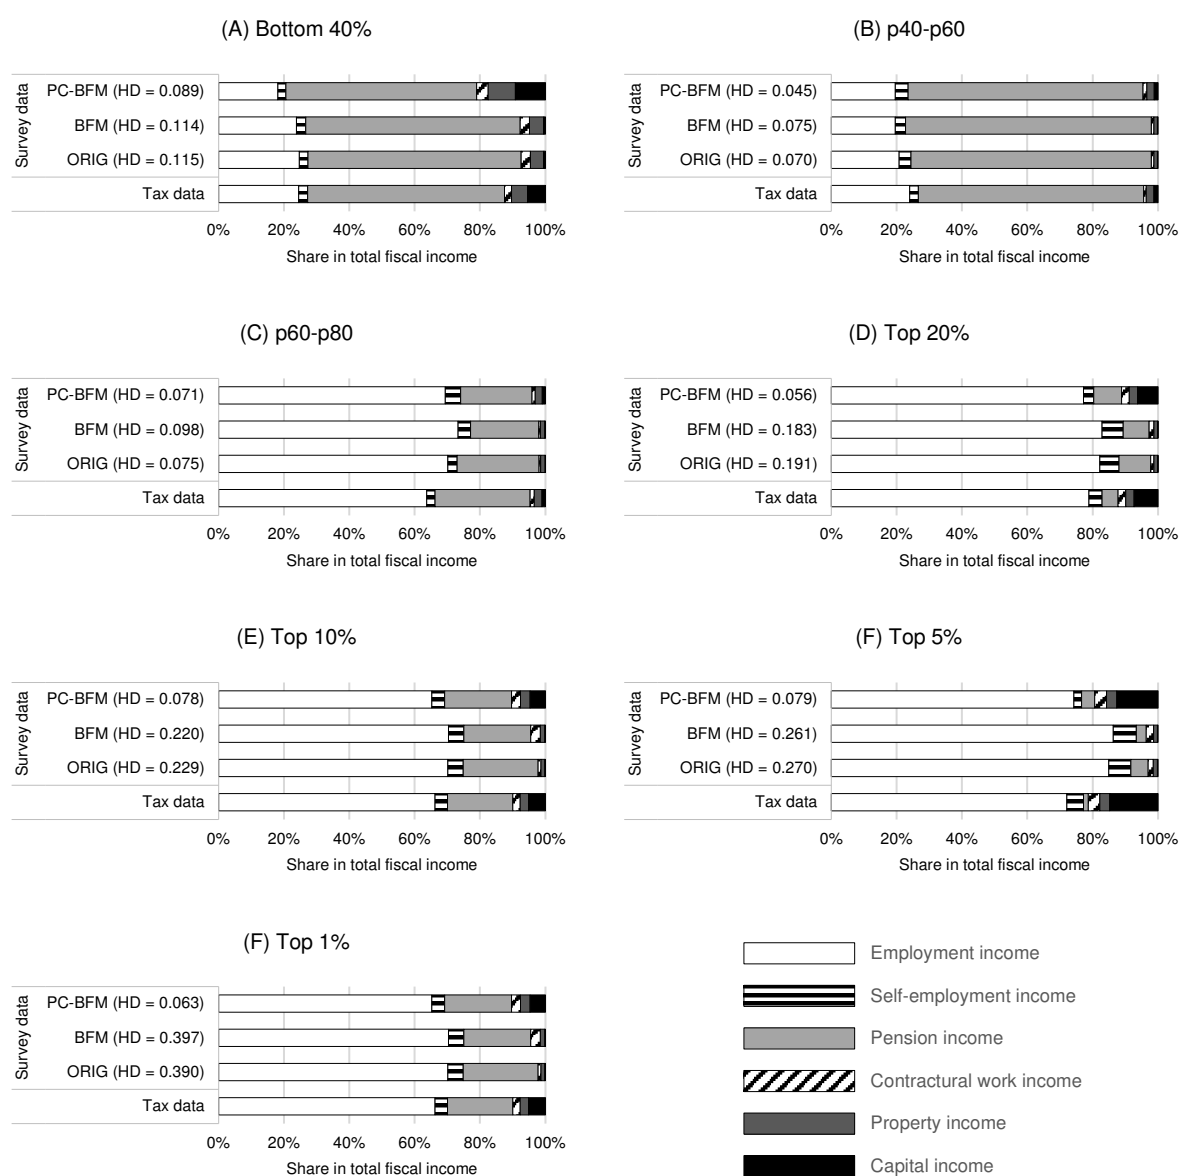 (A) Bottom 40%
Survey data
PC-BFM (HD = 0.089)
BFM (HD = 0.114)
ORIG (HD = 0.115)
Tax data
0% 20% 40% 60% 80% 100%
Share in total fiscal income
(B) p40-p60
Survey data
PC-BFM (HD = 0.045)
BFM (HD = 0.075)
ORIG (HD = 0.070)
Tax data
0% 20% 40% 60% 80% 100%
Share in total fiscal income
(C) p60-p80
Survey data
PC-BFM (HD = 0.071)
BFM (HD = 0.098)
ORIG (HD = 0.075)
Tax data
0% 20% 40% 60% 80% 100%
Share in total fiscal income
(D) Top 20%
Survey data
PC-BFM (HD = 0.056)
BFM (HD = 0.183)
ORIG (HD = 0.191)
Tax data
0% 20% 40% 60% 80% 100%
Share in total fiscal income
(E) Top 10%
Survey data
PC-BFM (HD = 0.078)
BFM (HD = 0.220)
ORIG (HD = 0.229)
Tax data
0% 20% 40% 60% 80% 100%
Share in total fiscal income
(F) Top 5%
Survey data
PC-BFM (HD = 0.079)
BFM (HD = 0.261)
ORIG (HD = 0.270)
Tax data
0% 20% 40% 60% 80% 100%
Share in total fiscal income
(F) Top 1%
Survey data
PC-BFM (HD = 0.063)
BFM (HD = 0.397)
ORIG (HD = 0.390)
Tax data
0% 20% 40% 60% 80% 100%
Share in total fiscal income
Employment income
Self-employment income
Pension income
Contractural work income
Property income
Capital income